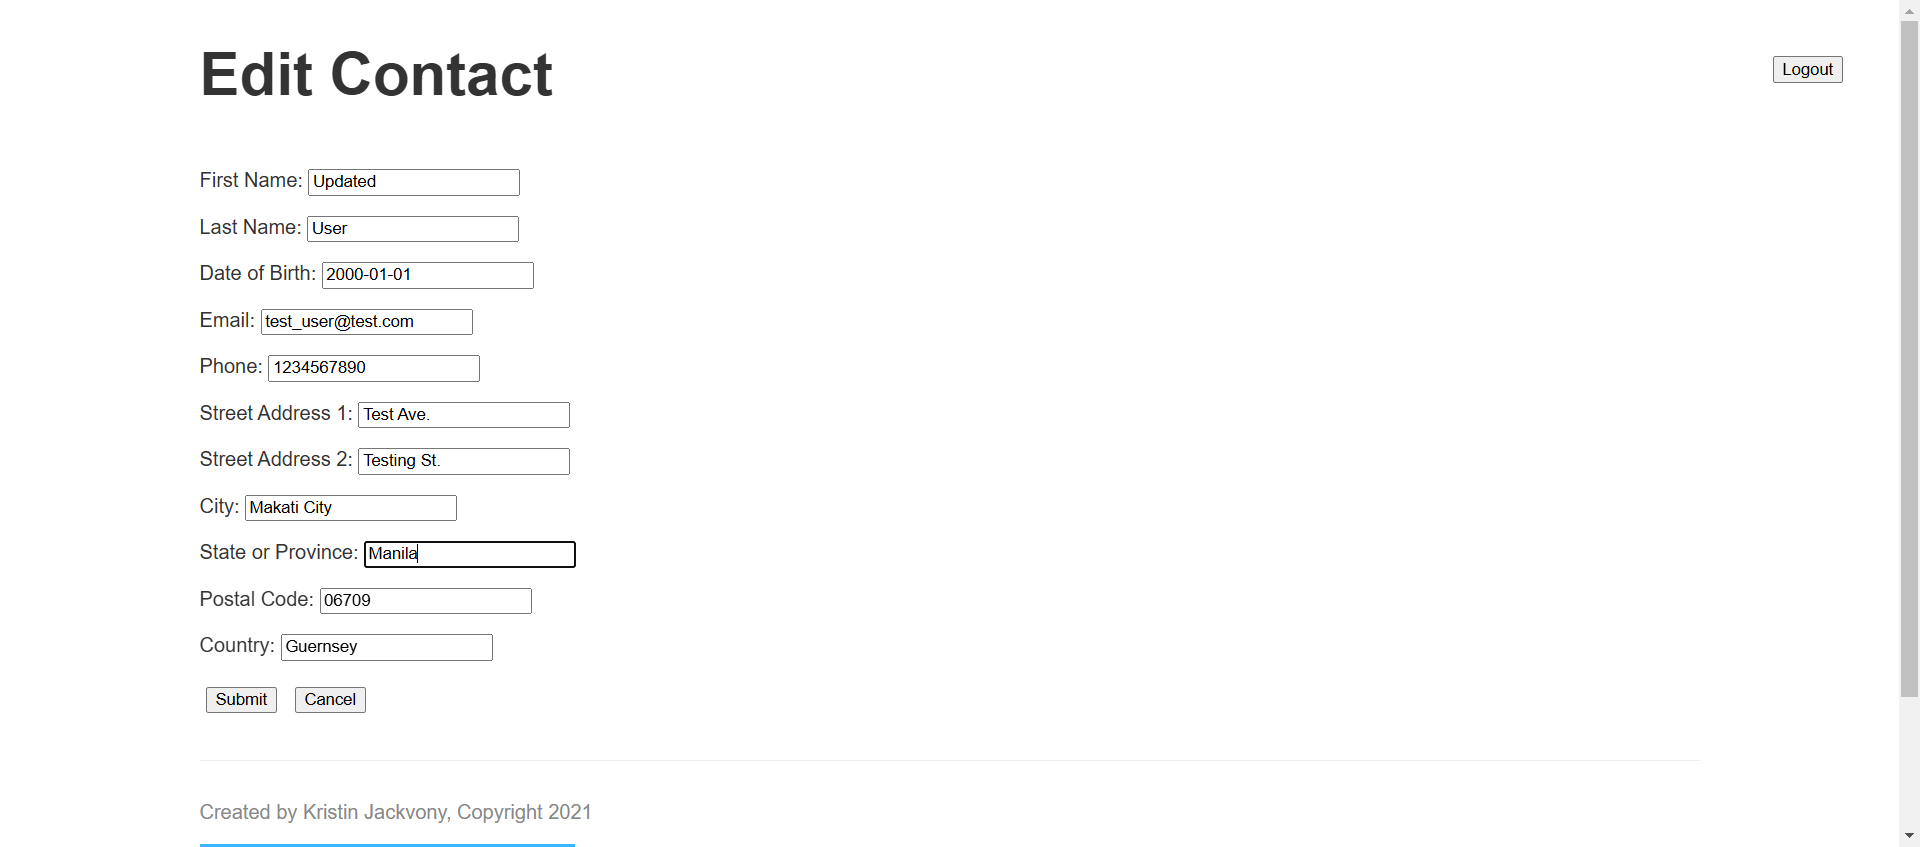 Edit Contact
Logout
First Name: Updated
Last Name: User
Date of Birth: 2000-01-01
Email: test_user@test.com
Phone: 1234567890
Street Address 1: Test Ave.
Street Address 2: Testing St.
City: Makati City
State or Province: Manila
Postal Code: 06709
Country: Guernsey
Submit Cancel
Created by Kristin Jackvony, Copyright 2021